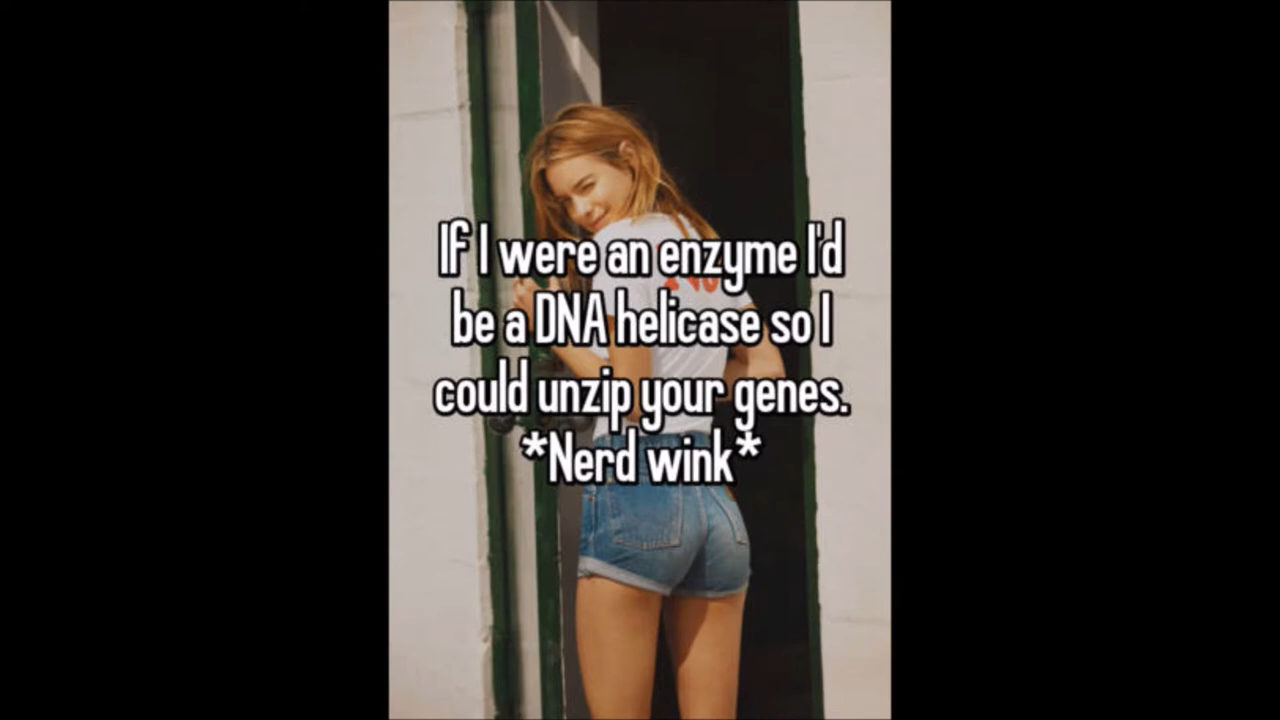 If I were an enzyme I'd
be a DNA helicase so I
could unzip your genes.
*Nerd wink*